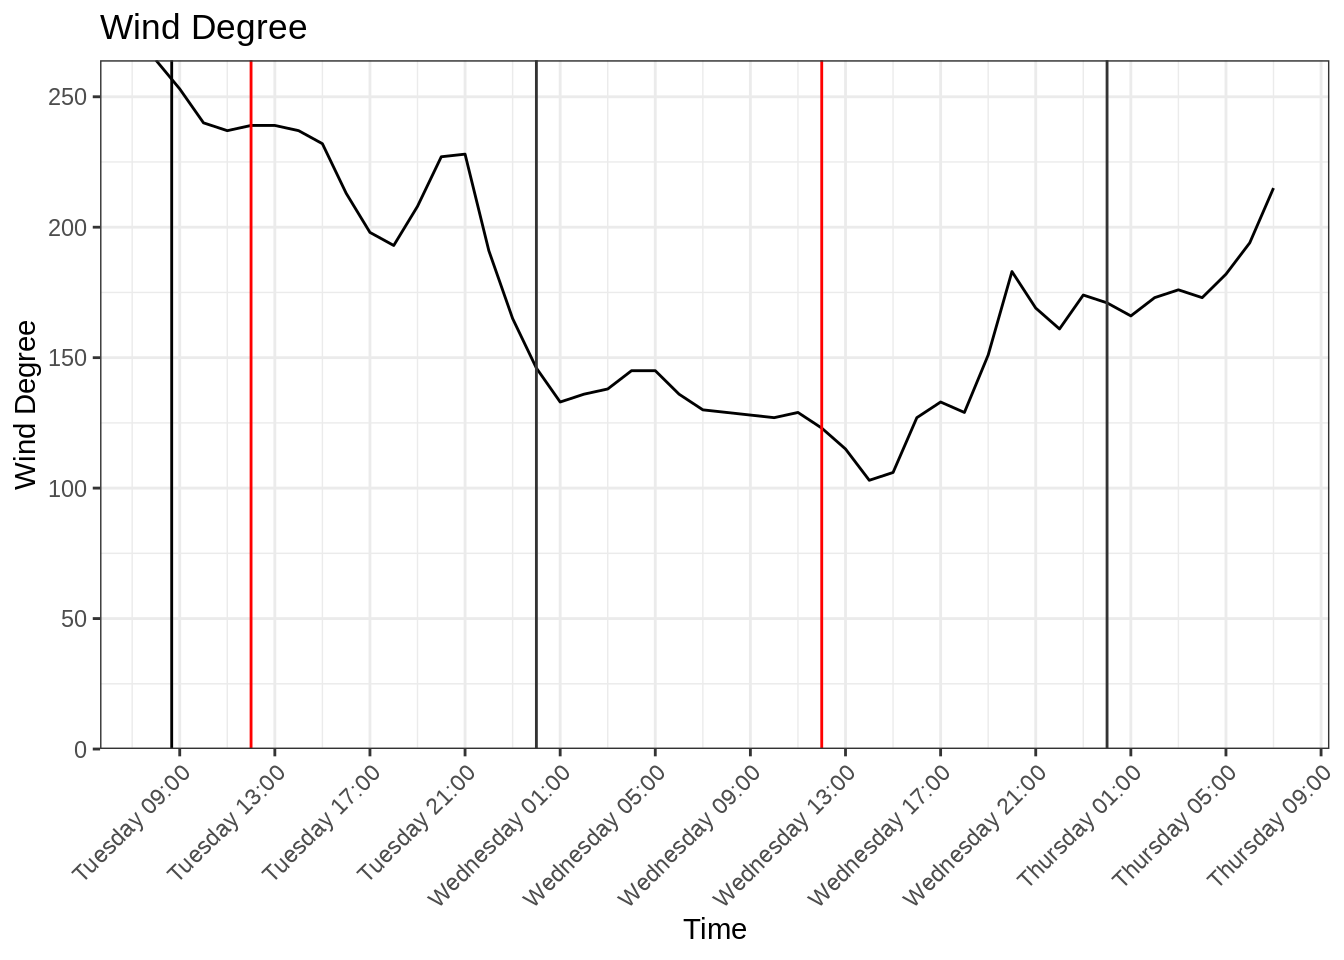 Wind Degree
Wind Degree
250
200
150
100
50
0
Tuesday 09:00
Tuesday 13:00
Tuesday 17:00
Tuesday 21:00
Wednesday 01:00
Wednesday 05:00
Wednesday 09:00
Wednesday 13:00
Wednesday 17:00
Wednesday 21:00
Thursday 01:00
Thursday 05:00
Thursday 09:00
Time